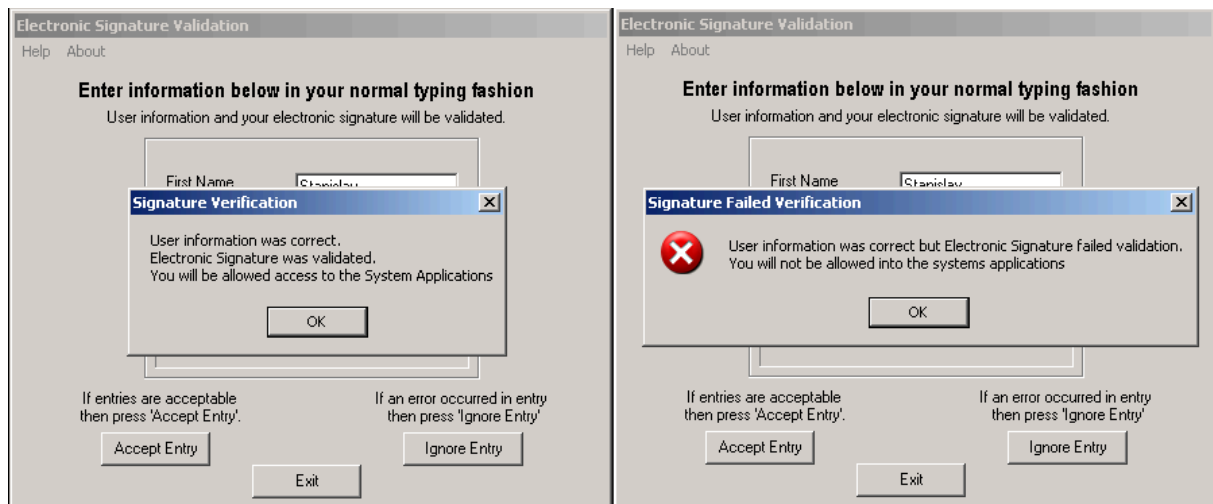 Electronic Signature Validation
Help About
Enter information below in your normal typing fashion
User information and your electronic signature will be validated.
First Name Stanislav
Signature Verification
User information was correct.
Electronic Signature was validated.
You will be allowed access to the System Applications
OK
If entries are acceptable
then press 'Accept Entry'.
If an error occurred in entry
then press 'Ignore Entry'
Accept Entry
Ignore Entry
Exit
Electronic Signature Validation
Help About
Enter information below in your normal typing fashion
User information and your electronic signature will be validated.
First Name Stanislav
Signature Failed Verification
User information was correct but Electronic Signature failed validation.
You will not be allowed into the systems applications
OK
If entries are acceptable
then press 'Accept Entry'.
If an error occurred in entry
then press 'Ignore Entry'
Accept Entry
Ignore Entry
Exit